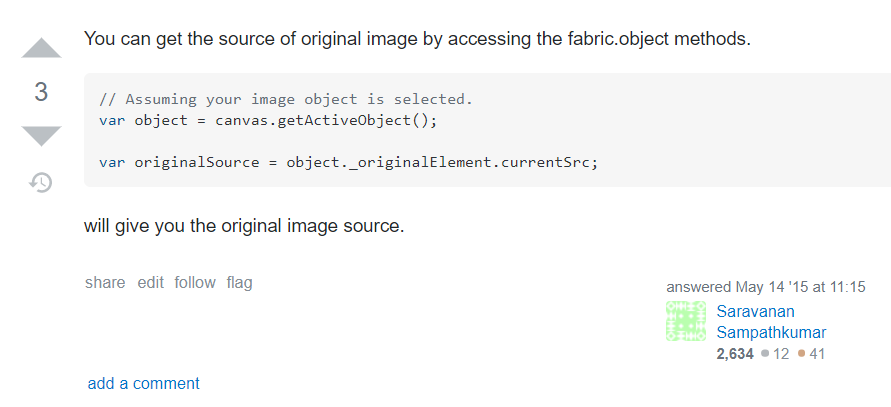 You can get the source of original image by accessing the fabric.object methods.
3
// Assuming your image object is selected.
var object = canvas.getActiveObject();
var originalSource = object._originalElement.currentSrc;
will give you the original image source.
share edit follow flag
answered May 14 '15 at 11:15
Saravanan
Sampathkumar
2,634 ● 12 ● 41
add a comment